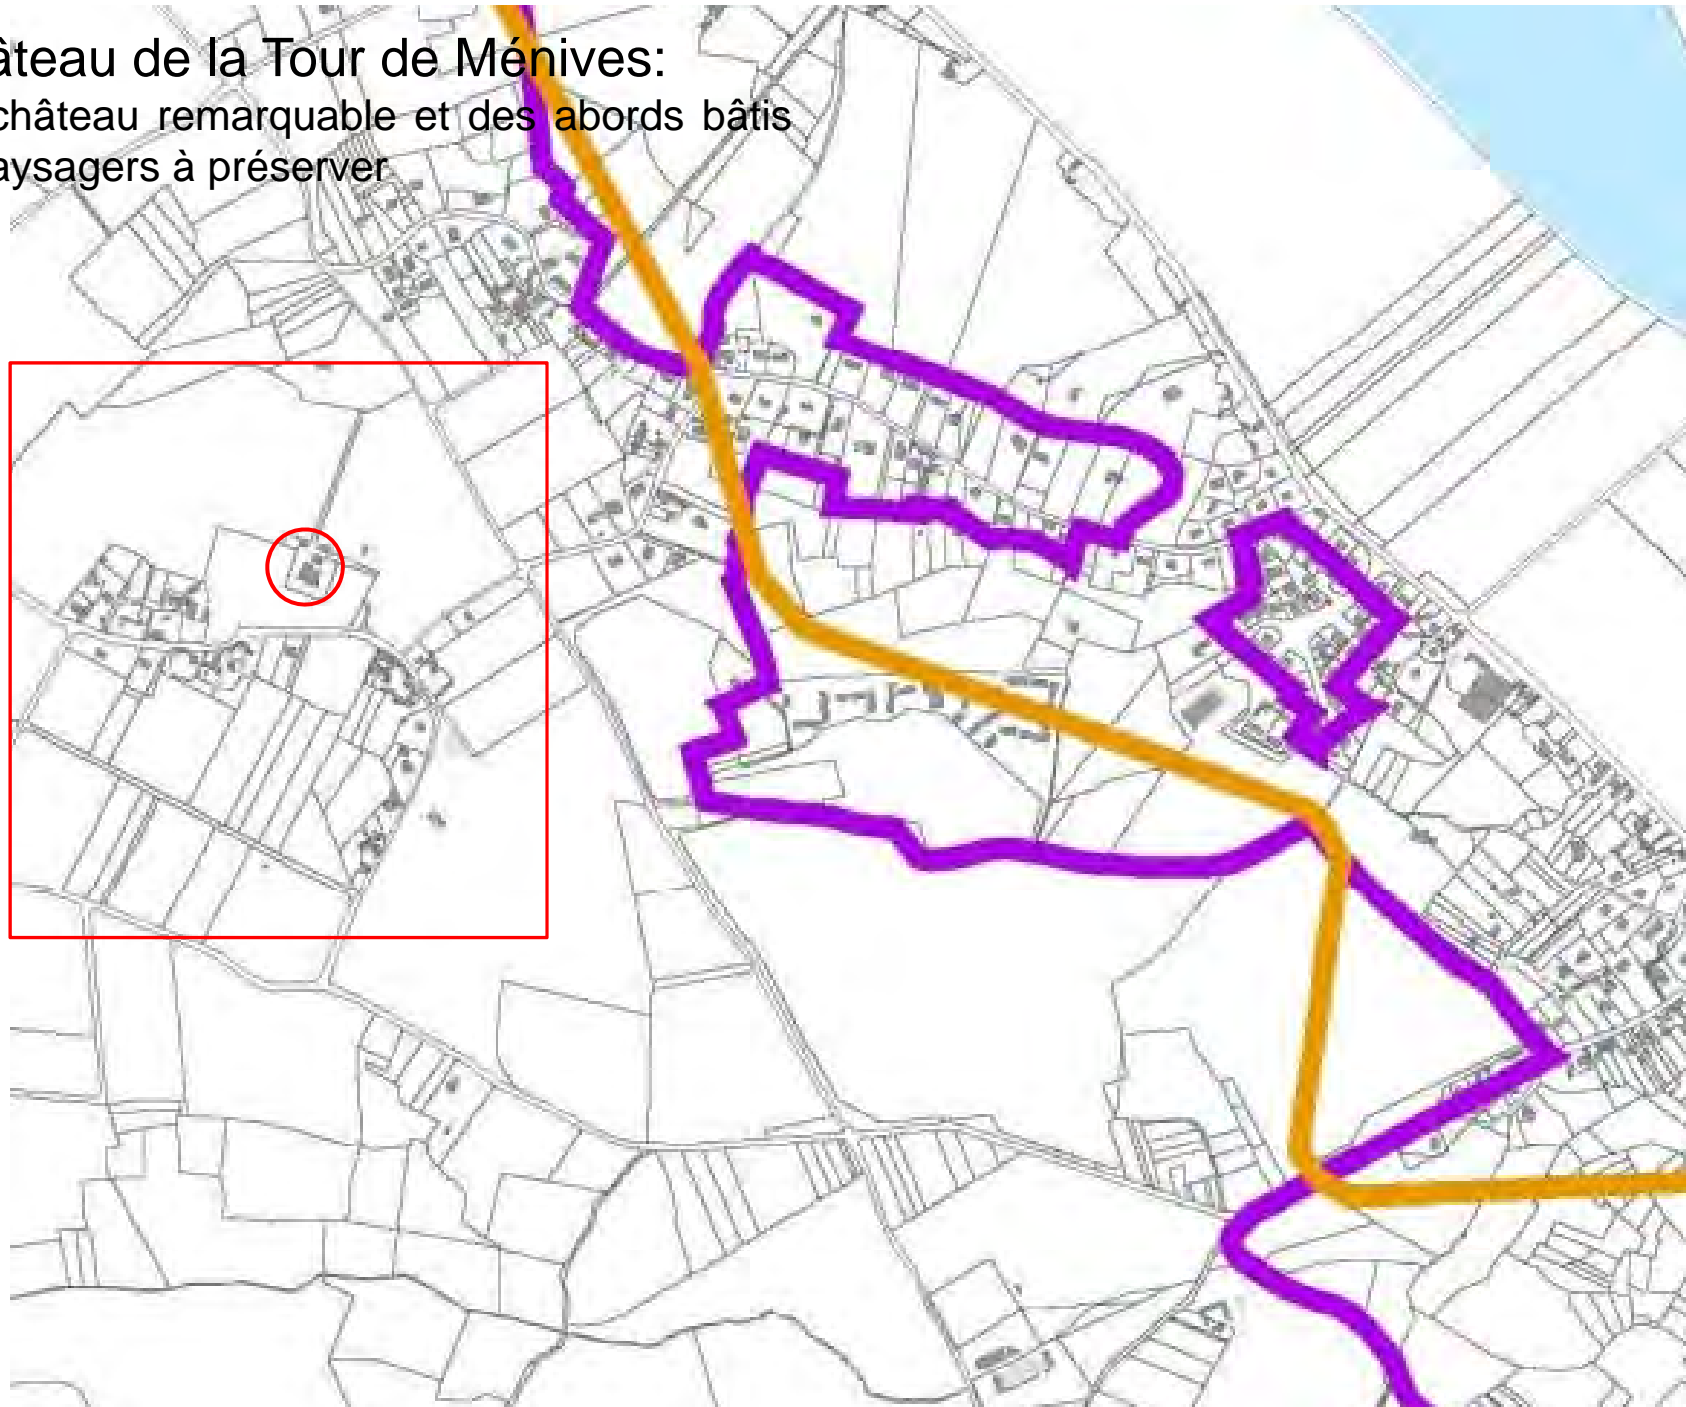 âteau de la Tour de Ménives:
château remarquable et des abords bâtis
aysagers à préserver